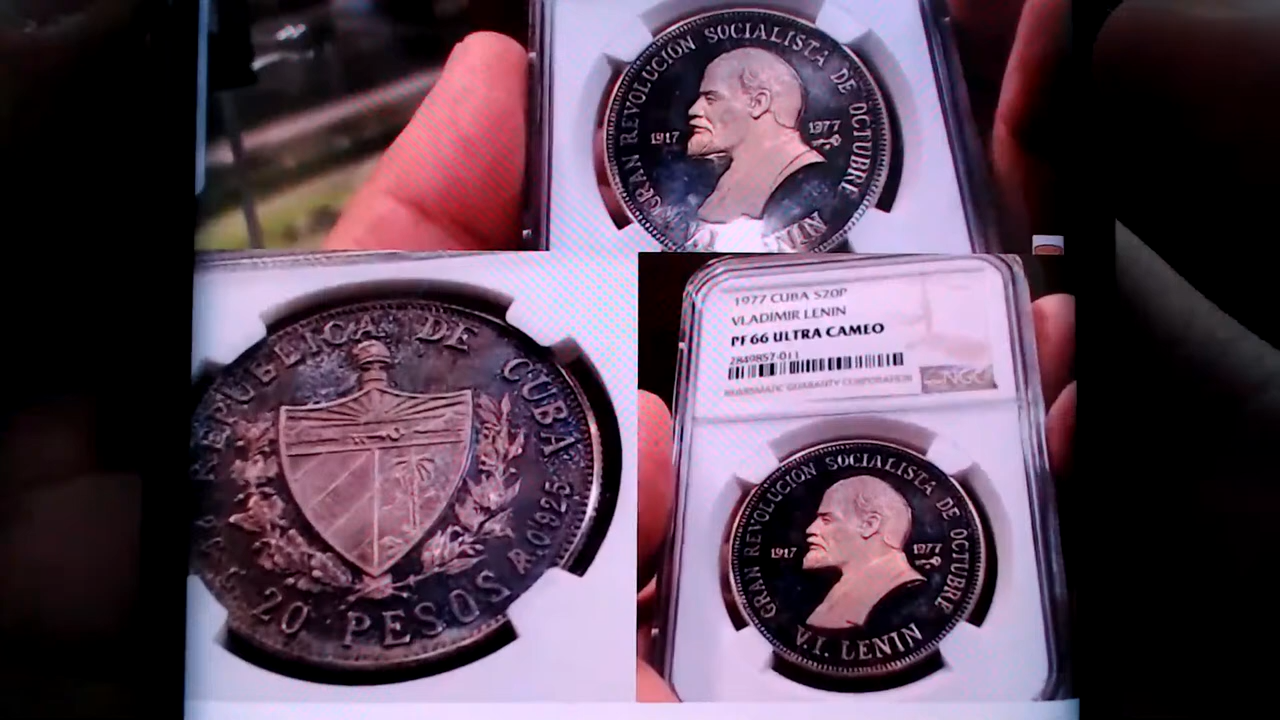 GRAN REVOLUCION SOCIALISTA DE OCTUBRE
1917
1977
NIN
REPUBLICA DE CUBA
20 PESOS
0.925
1977 CUBA S20P
VLADIMIR LENIN
PF 66 ULTRA CAMEO
2849857-011
NUMISMATIC GUARANTY CORPORATION
NGC
GRAN REVOLUCION SOCIALISTA DE OCTUBRE
1917
1977
V.I. LENIN